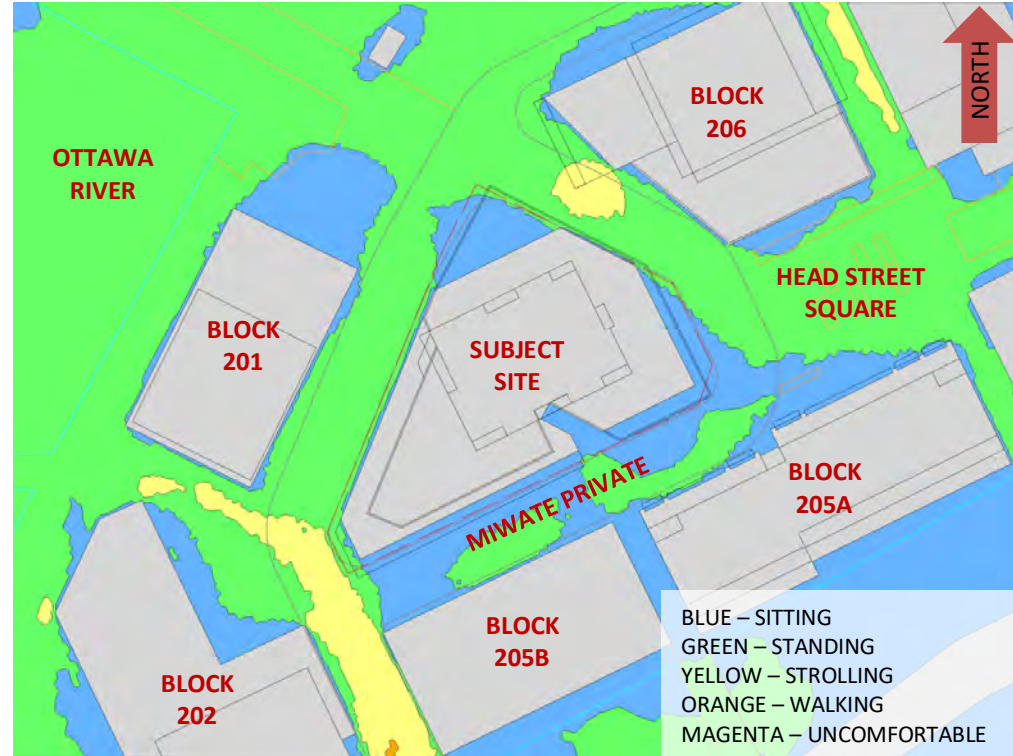 NORTH
BLOCK
206
OTTAWA
RIVER
HEAD STREET
SQUARE
BLOCK
201
SUBJECT
SITE
MIWATE PRIVATE
BLOCK
205A
BLOCK
205B
BLOCK
202
BLUE – SITTING
GREEN – STANDING
YELLOW – STROLLING
ORANGE – WALKING
MAGENTA – UNCOMFORTABLE